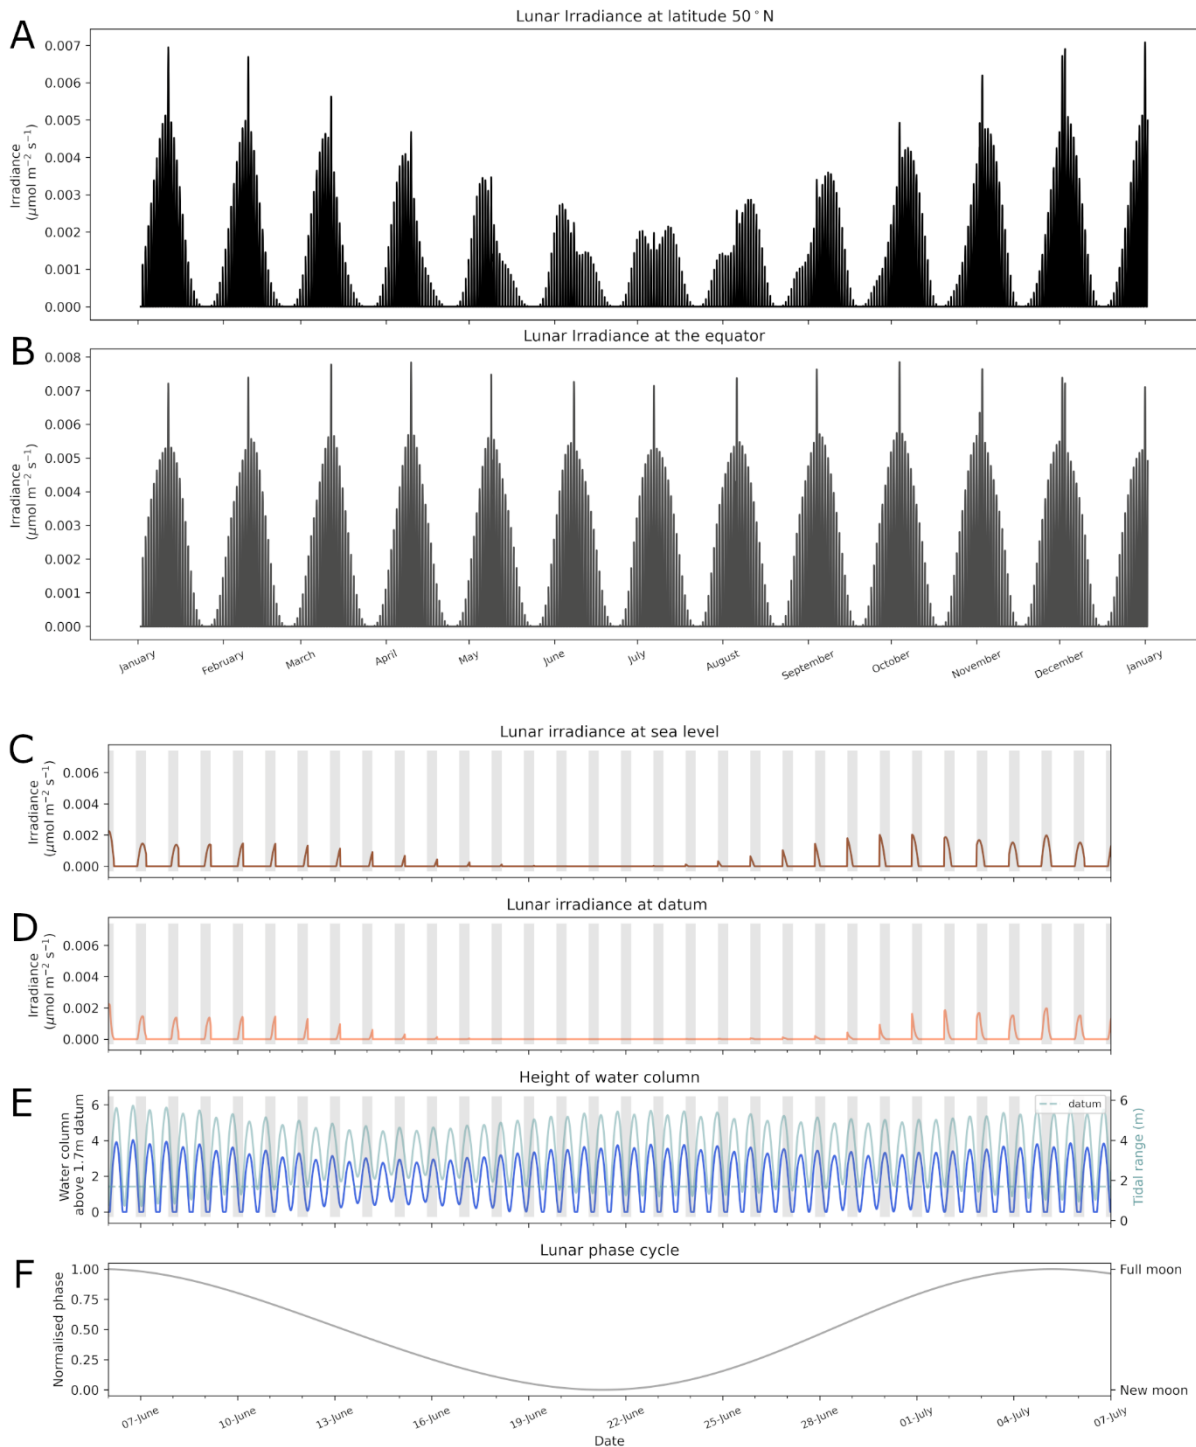 A
Lunar Irradiance at latitude 50°N
Irradiance
(μmol m⁻² s⁻¹)
0.007
0.006
0.005
0.004
0.003
0.002
0.001
0.000
B
Lunar Irradiance at the equator
Irradiance
(μmol m⁻² s⁻¹)
0.008
0.007
0.006
0.005
0.004
0.003
0.002
0.001
0.000
January February March April May June July August September October November December January
C
Lunar irradiance at sea level
Irradiance
(μmol m⁻² s⁻¹)
0.006
0.004
0.002
0.000
D
Lunar irradiance at datum
Irradiance
(μmol m⁻² s⁻¹)
0.006
0.004
0.002
0.000
E
Height of water column
Water column
above 1.7m datum
6
4
2
0
datum
6
4
2
0
Tidal range (m)
F
Lunar phase cycle
Normalised phase
1.00
0.75
0.50
0.25
0.00
Full moon
New moon
07-June 10-June 13-June 16-June 19-June 22-June 25-June 28-June 01-July 04-July 07-July
Date